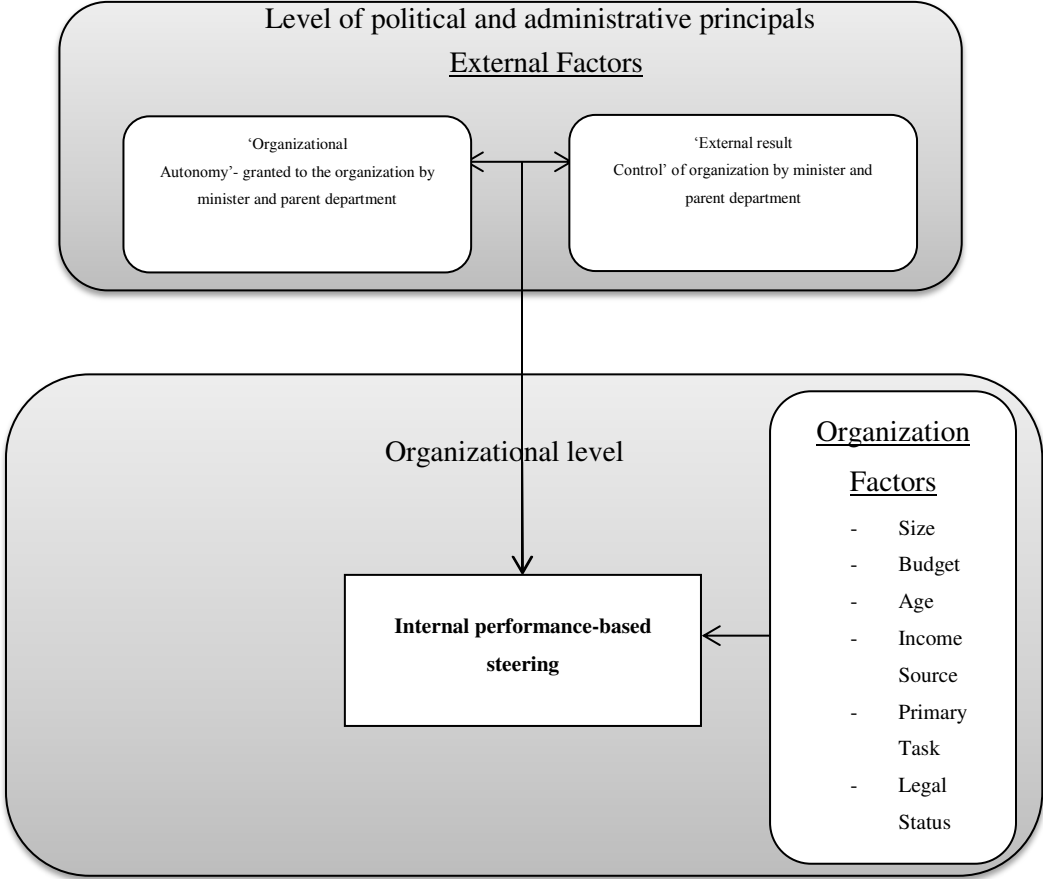 Level of political and administrative principals
External Factors
‘Organizational
Autonomy’- granted to the organization by
minister and parent department
‘External result
Control’ of organization by minister and
parent department
Organizational level
Internal performance-based
steering
Organization
Factors
- Size
- Budget
- Age
- Income
Source
- Primary
Task
- Legal
Status